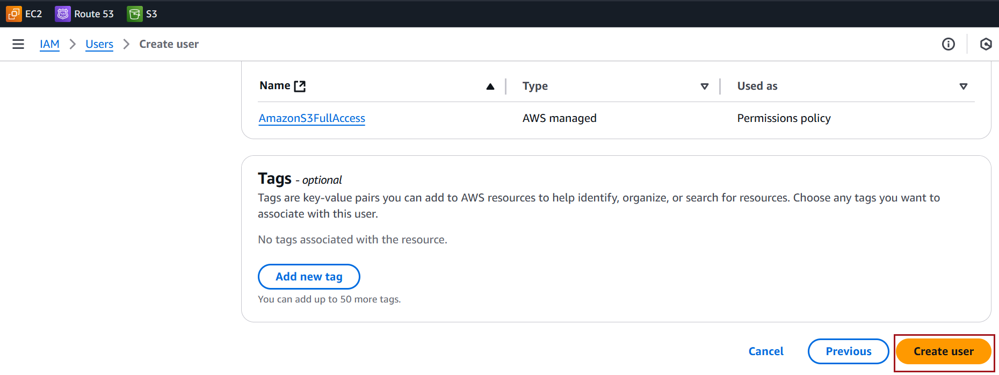 EC2 Route 53 S3
IAM Users Create user
Name Type Used as
AmazonS3FullAccess AWS managed Permissions policy
Tags - optional
Tags are key-value pairs you can add to AWS resources to help identify, organize, or search for resources. Choose any tags you want to
associate with this user.
No tags associated with the resource.
Add new tag
You can add up to 50 more tags.
Cancel Previous Create user